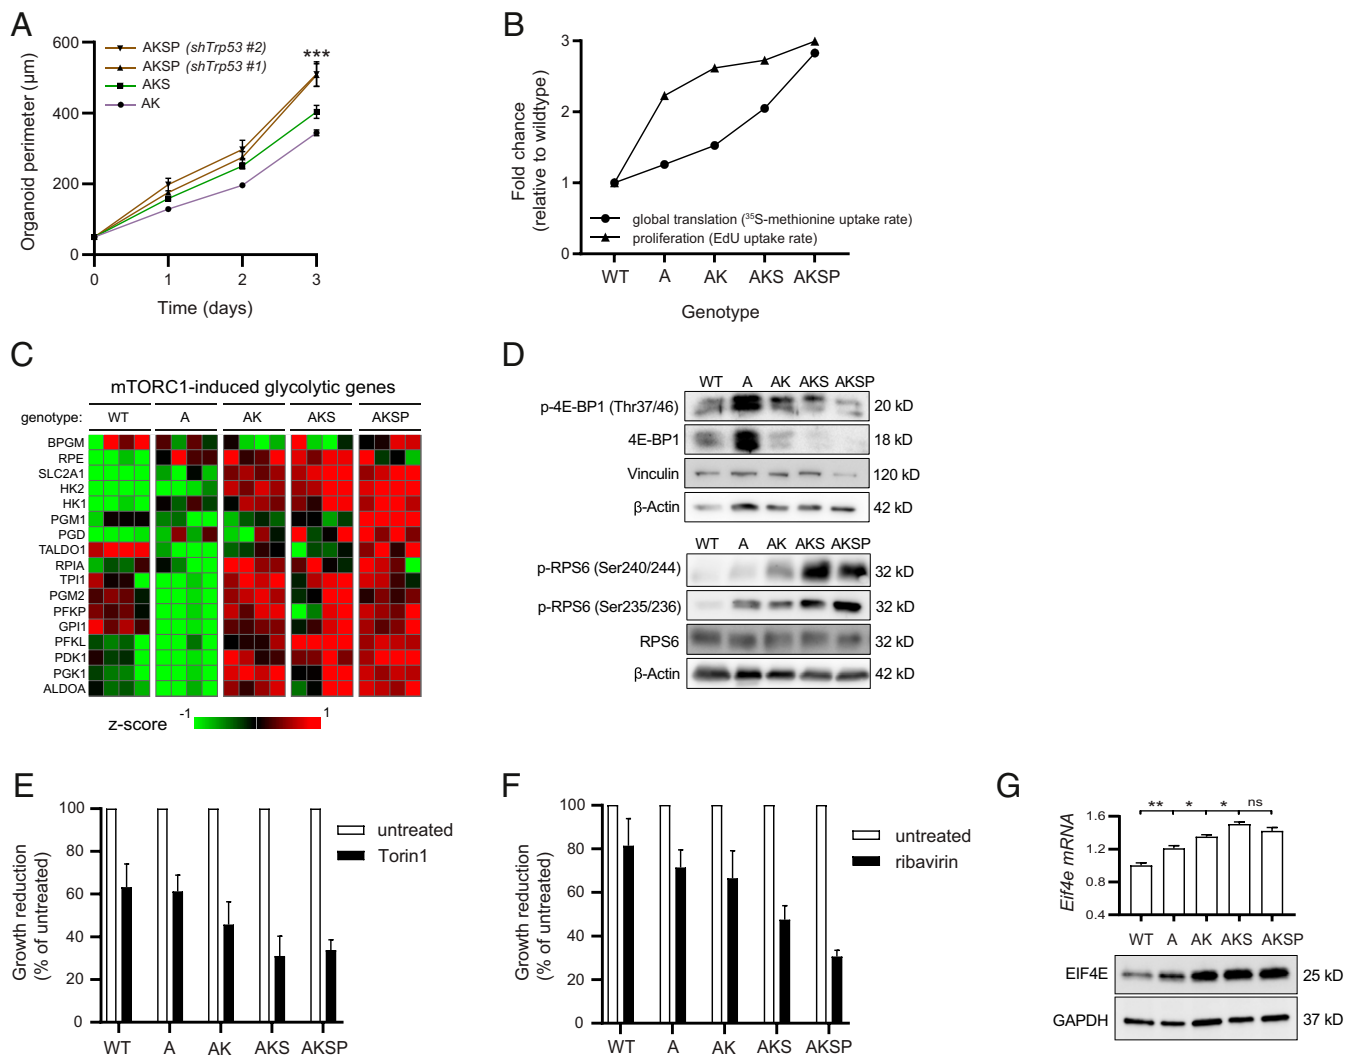 A
Organoid perimeter (µm)
600
400
200
0
0
1
2
3
Time (days)
AKSP (shTrp53 #2)
AKSP (shTrp53 #1)
AKS
AK
***
B
Fold chance
(relative to wildtype)
3
2
1
0
global translation (³⁵S-methionine uptake rate)
proliferation (EdU uptake rate)
WT A AK AKS AKSP
Genotype
C
mTORC1-induced glycolytic genes
genotype: WT A AK AKS AKSP
BPGM
RPE
SLC2A1
HK2
HK1
PGM1
PGD
TALDO1
RPIA
TPI1
PGM2
PFKP
GPI1
PFKL
PDK1
PGK1
ALDOA
z-score -1 1
D
WT A AK AKS AKSP
p-4E-BP1 (Thr37/46) 20 kD
4E-BP1 18 kD
Vinculin 120 kD
β-Actin 42 kD
WT A AK AKS AKSP
p-RPS6 (Ser240/244) 32 kD
p-RPS6 (Ser235/236) 32 kD
RPS6 32 kD
β-Actin 42 kD
E
Growth reduction
(% of untreated)
100
80
60
40
20
0
untreated
Torin1
WT A AK AKS AKSP
F
Growth reduction
(% of untreated)
100
80
60
40
20
0
untreated
ribavirin
WT A AK AKS AKSP
G
Eif4e mRNA
1.6
1.2
0.8
0.4
** * * ns
WT A AK AKS AKSP
EIF4E 25 kD
GAPDH 37 kD